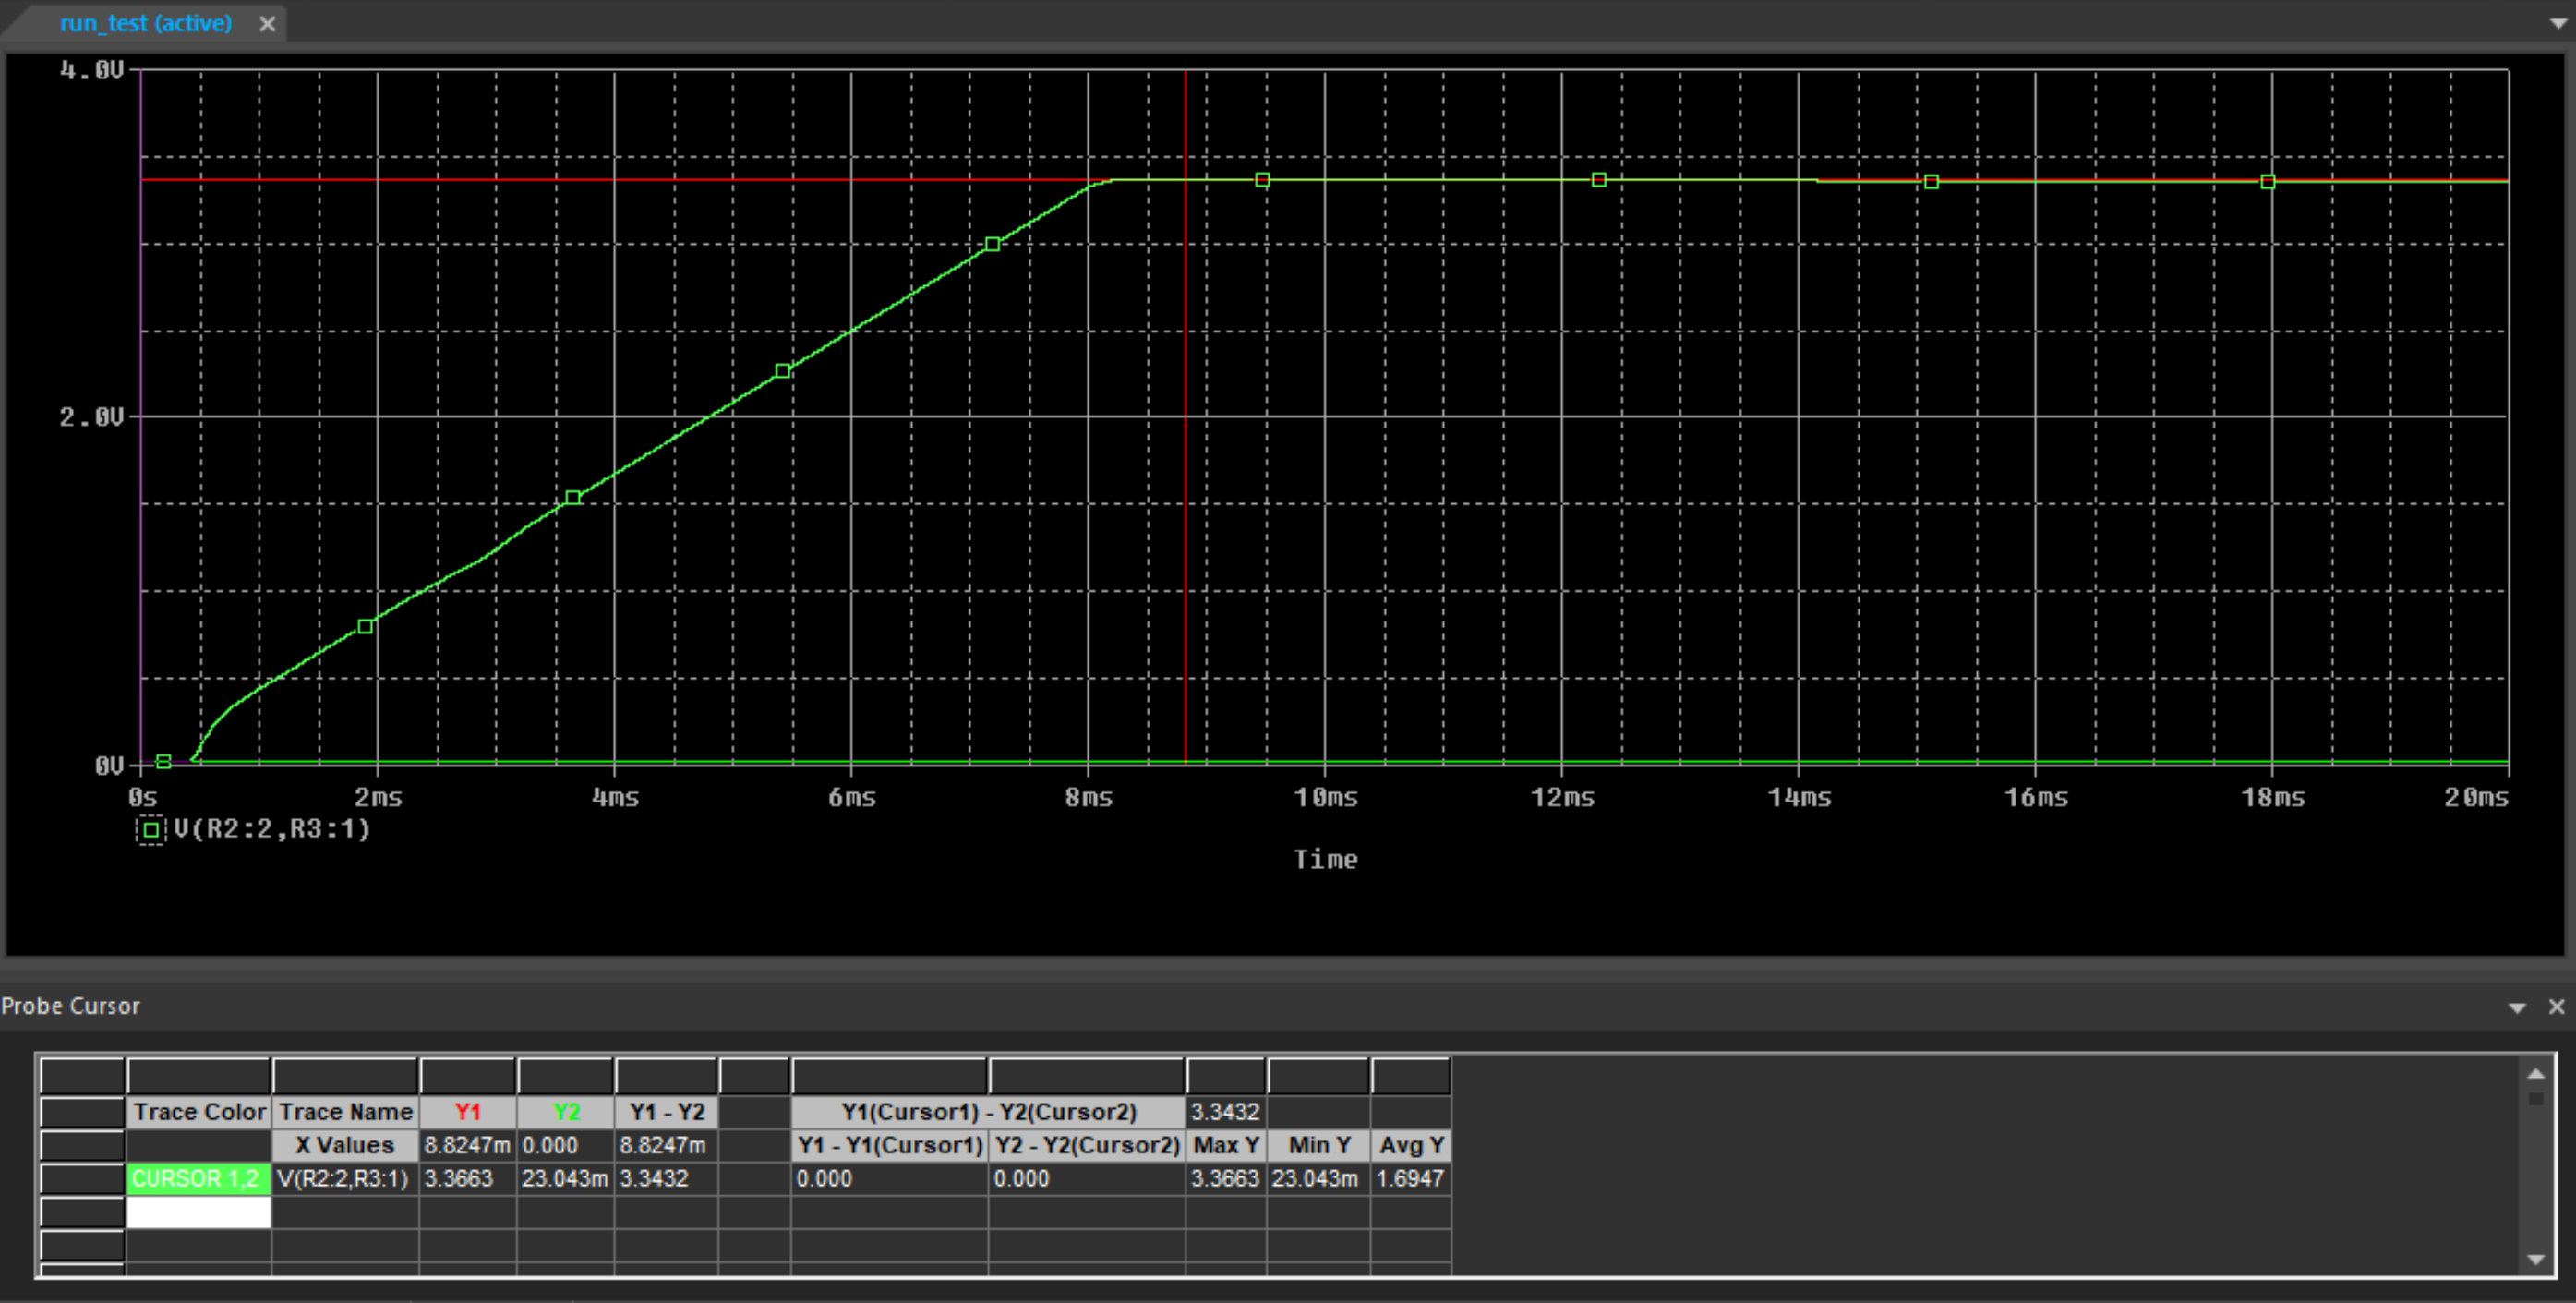 run_test (active)
4.0V
2.0V
0V
0s 2ms 4ms 6ms 8ms 10ms 12ms 14ms 16ms 18ms 20ms
V(R2:2,R3:1)
Time
Probe Cursor
Trace Color Trace Name Y1 Y2 Y1 - Y2 Y1(Cursor1) - Y2(Cursor2) 3.3432
X Values 8.8247m 0.000 8.8247m Y1 - Y1(Cursor1) Y2 - Y2(Cursor2) Max Y Min Y Avg Y
CURSOR 1,2 V(R2:2,R3:1) 3.3663 23.043m 3.3432 0.000 0.000 3.3663 23.043m 1.6947